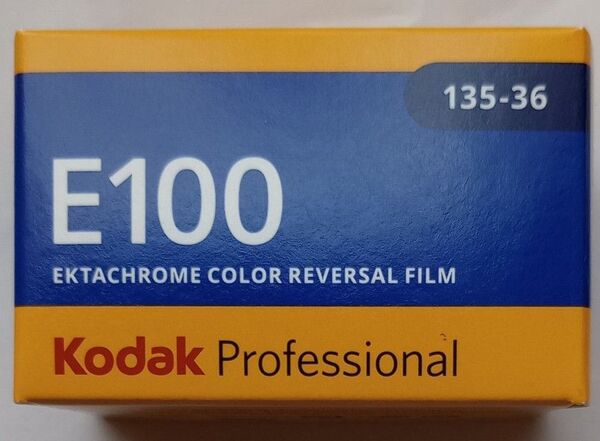 135-36
E100
EKTACHROME COLOR REVERSAL FILM
Kodak Professional